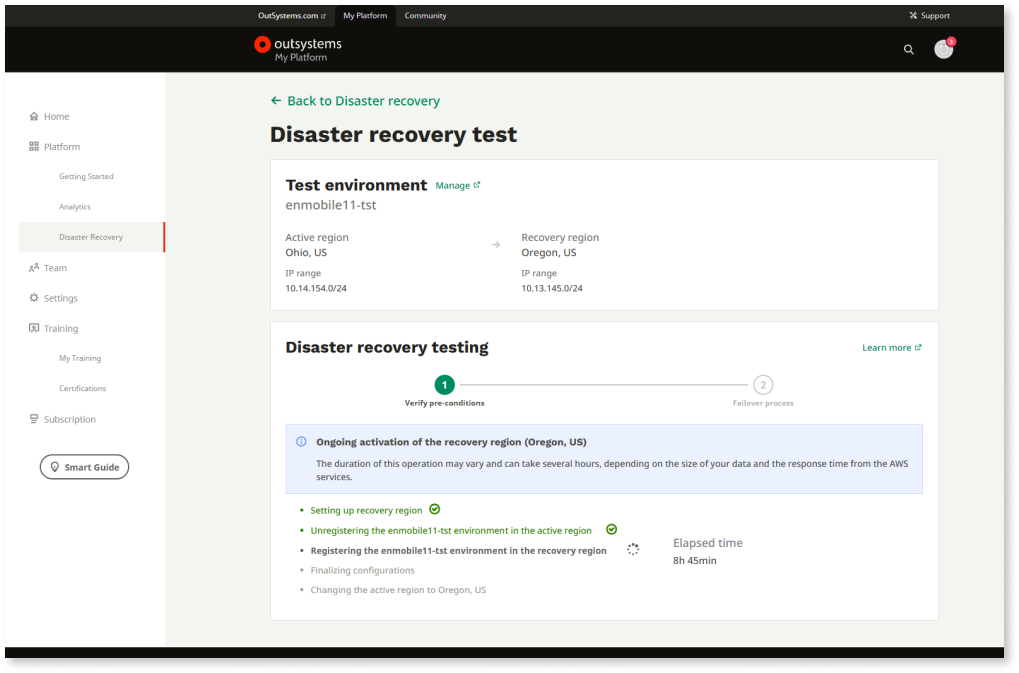 OutSystems.com
My Platform
Community
Support
outsystems
My Platform
2
Home
Platform
Getting Started
Analytics
Disaster Recovery
Team
Settings
Training
My Training
Certifications
Subscription
Smart Guide
Back to Disaster recovery
Disaster recovery test
Test environment Manage
enmobile11-tst
Active region
Ohio, US
IP range
10.14.154.0/24
Recovery region
Oregon, US
IP range
10.13.145.0/24
Disaster recovery testing
Learn more
1
Verify pre-conditions
2
Failover process
Ongoing activation of the recovery region (Oregon, US)
The duration of this operation may vary and can take several hours, depending on the size of your data and the response time from the AWS
services.
Setting up recovery region
Unregistering the enmobile11-tst environment in the active region
Registering the enmobile11-tst environment in the recovery region
Finalizing configurations
Changing the active region to Oregon, US
Elapsed time
8h 45min